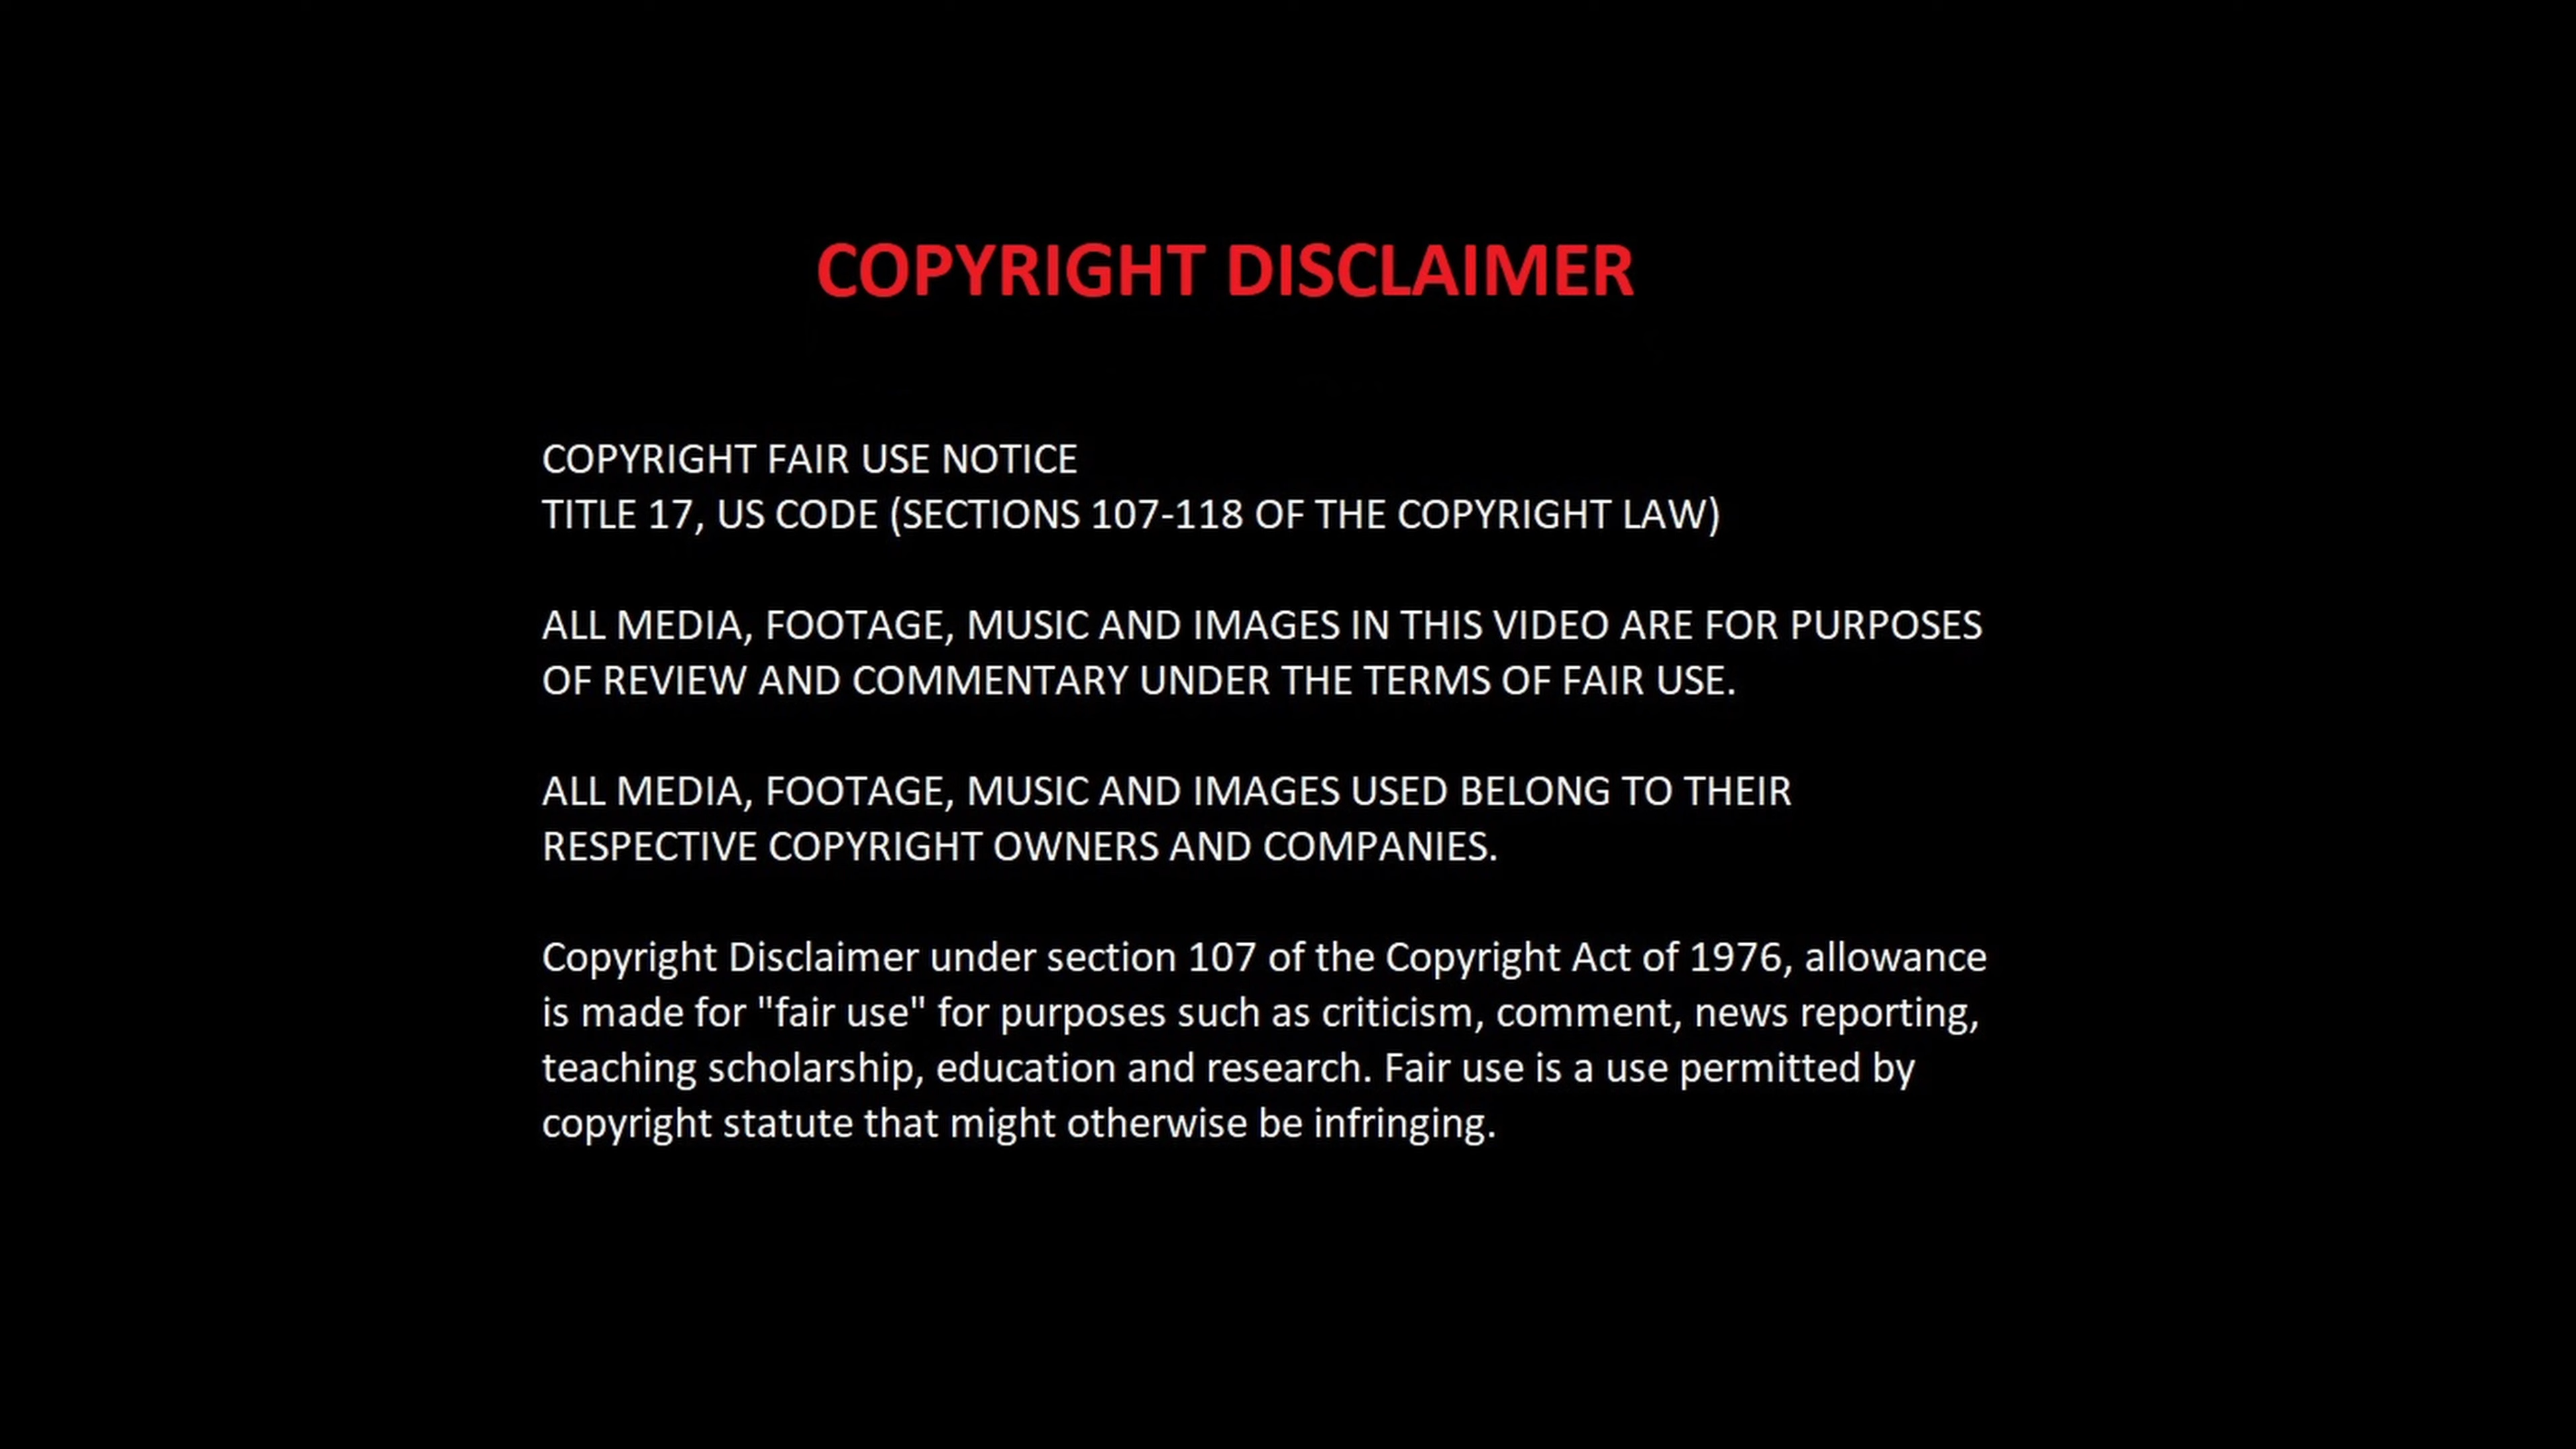 COPYRIGHT DISCLAIMER
COPYRIGHT FAIR USE NOTICE
TITLE 17, US CODE (SECTIONS 107-118 OF THE COPYRIGHT LAW)
ALL MEDIA, FOOTAGE, MUSIC AND IMAGES IN THIS VIDEO ARE FOR PURPOSES
OF REVIEW AND COMMENTARY UNDER THE TERMS OF FAIR USE.
ALL MEDIA, FOOTAGE, MUSIC AND IMAGES USED BELONG TO THEIR
RESPECTIVE COPYRIGHT OWNERS AND COMPANIES.
Copyright Disclaimer under section 107 of the Copyright Act of 1976, allowance
is made for "fair use" for purposes such as criticism, comment, news reporting,
teaching scholarship, education and research. Fair use is a use permitted by
copyright statute that might otherwise be infringing.